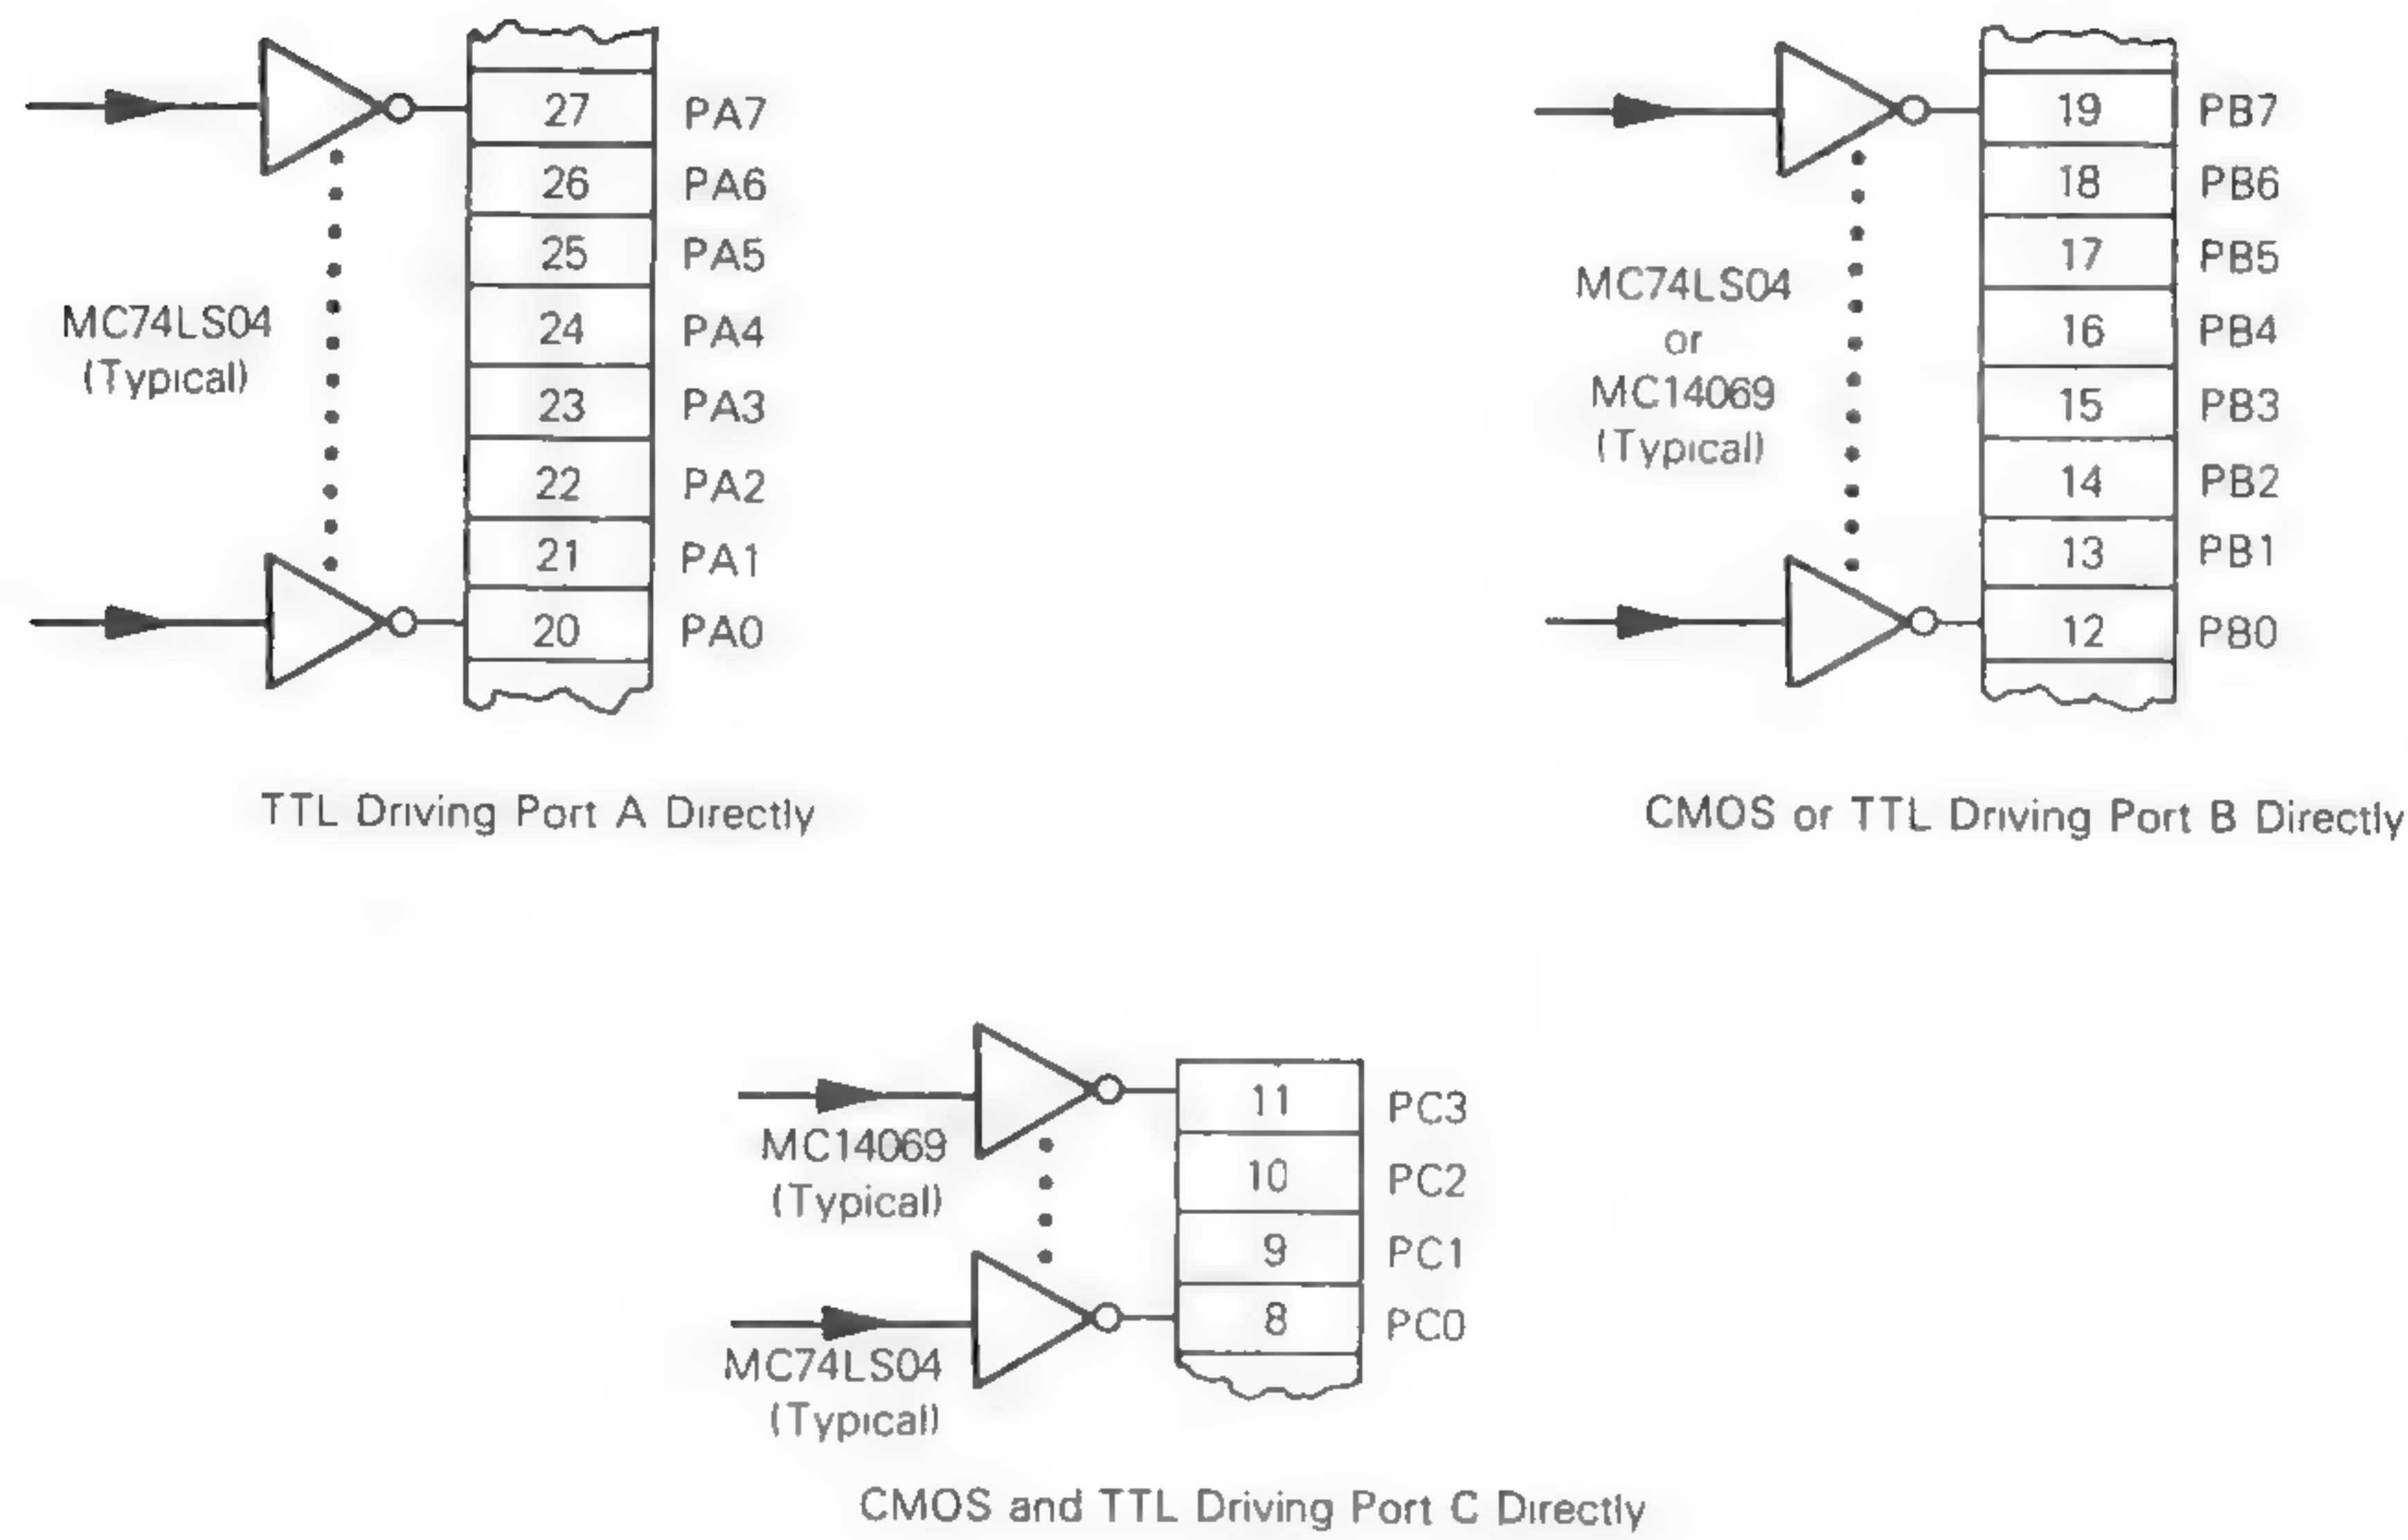 27 PA7
26 PA6
25 PA5
24 PA4
23 PA3
22 PA2
21 PA1
20 PA0
MC74LS04
(Typical)
TTL Driving Port A Directly
19 PB7
18 PB6
17 PB5
16 PB4
15 PB3
14 PB2
13 PB1
12 PB0
MC74LS04
or
MC14069
(Typical)
CMOS or TTL Driving Port B Directly
11 PC3
10 PC2
9 PC1
8 PC0
MC14069
(Typical)
MC74LS04
(Typical)
CMOS and TTL Driving Port C Directly